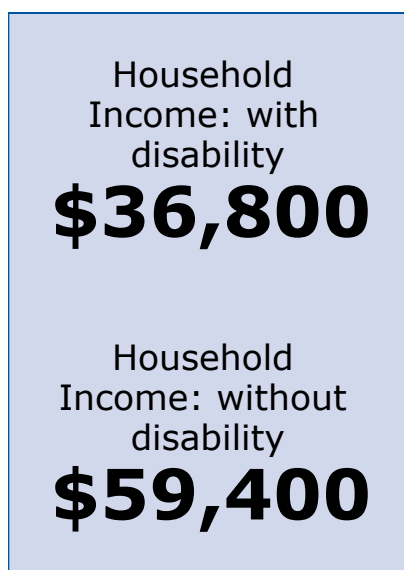 Household
Income: with
disability
$36,800
Household
Income: without
disability
$59,400